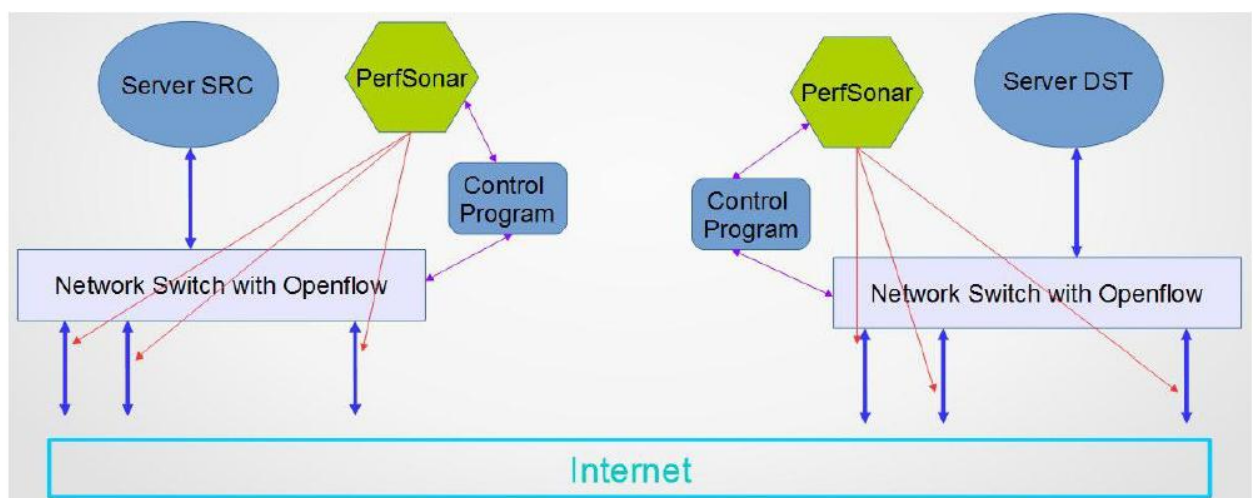 Server SRC
PerfSonar
Control
Program
Network Switch with Openflow
PerfSonar
Server DST
Control
Program
Network Switch with Openflow
Internet